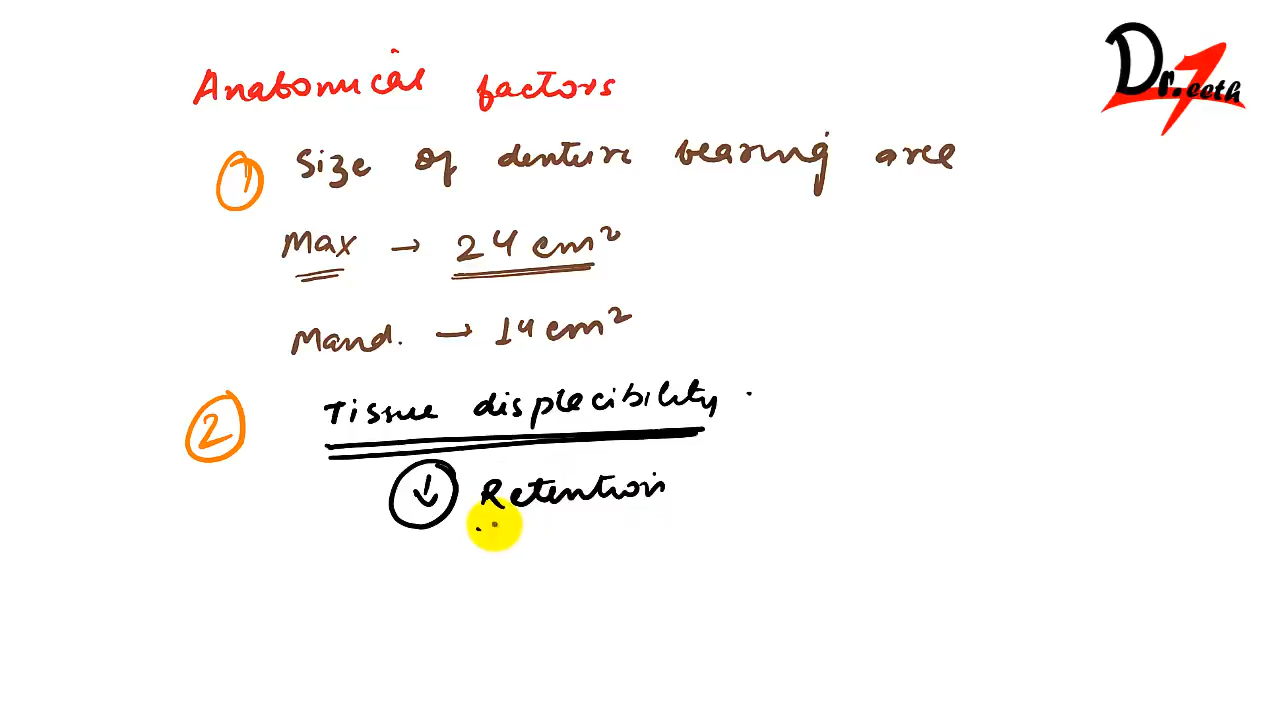 Dr. Teeth
Anatomical factors
1 Size of denture bearing area
Max → 24 cm²
Mand. → 14 cm²
2 Tissue displecibility.
↓ Retention